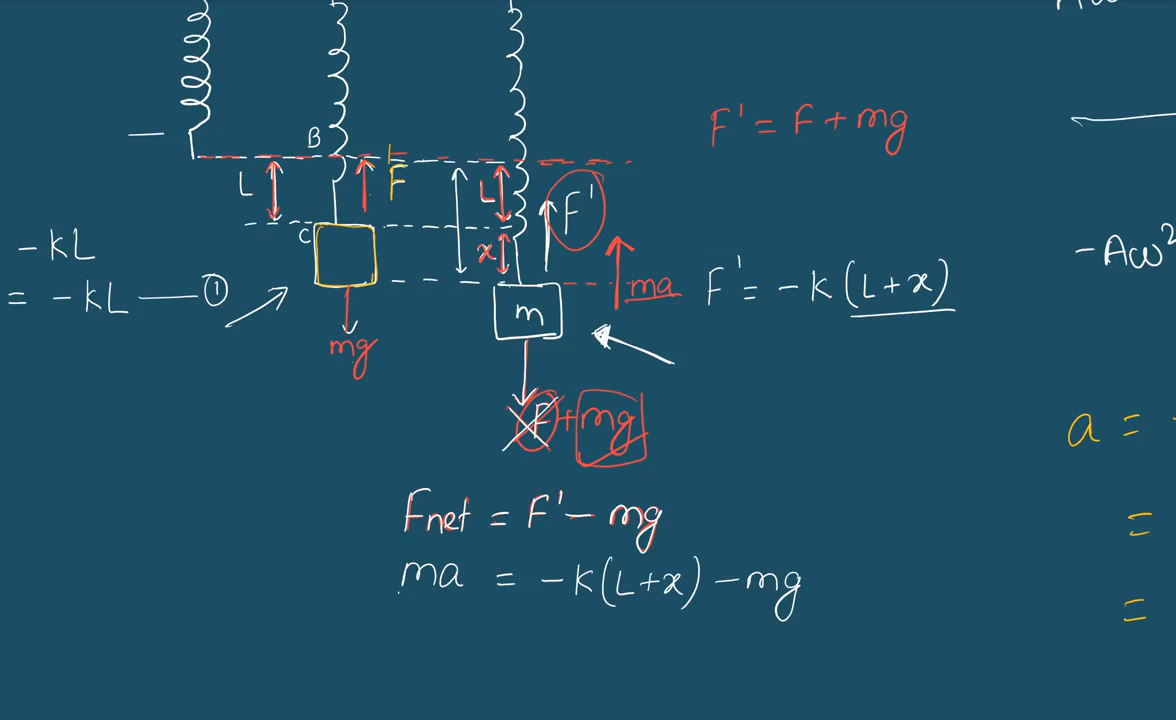 B
F' = F + mg
L
F
L
F'
C
x
-kL
= -kL —— ①
ma
F' = -k(L+x)
-Aω²
m
mg
F + mg
a =
Fnet = F' - mg
=
ma = -k(L+x) - mg
=